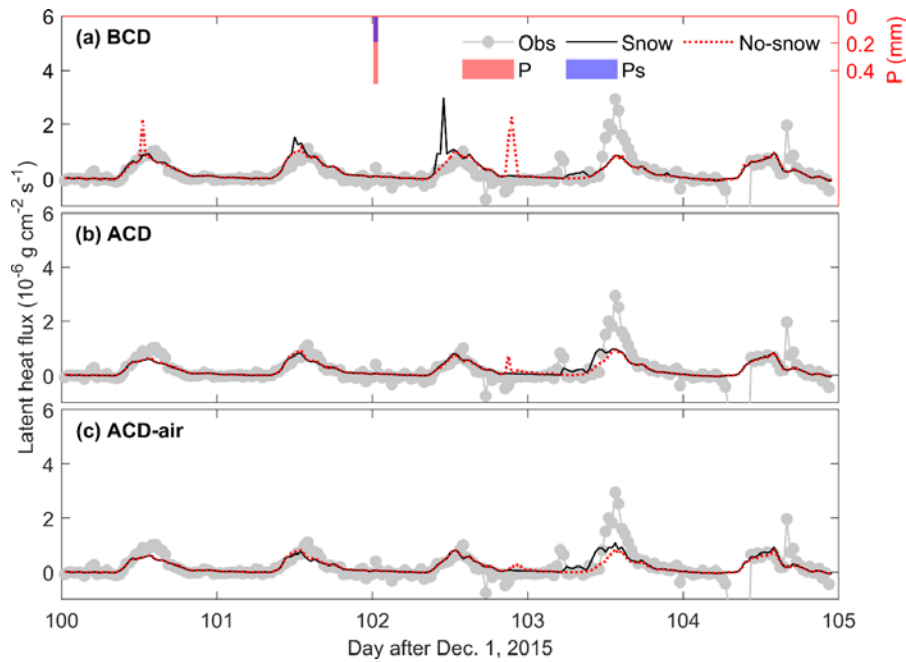 6
0
(a) BCD
Obs
Snow
No-snow
0.2
4
P
Ps
0.4
P (mm)
2
0
(b) ACD
6
4
2
0
Latent heat flux (10⁻⁶ g cm⁻² s⁻¹)
(c) ACD-air
6
4
2
0
100
101
102
103
104
105
Day after Dec. 1, 2015